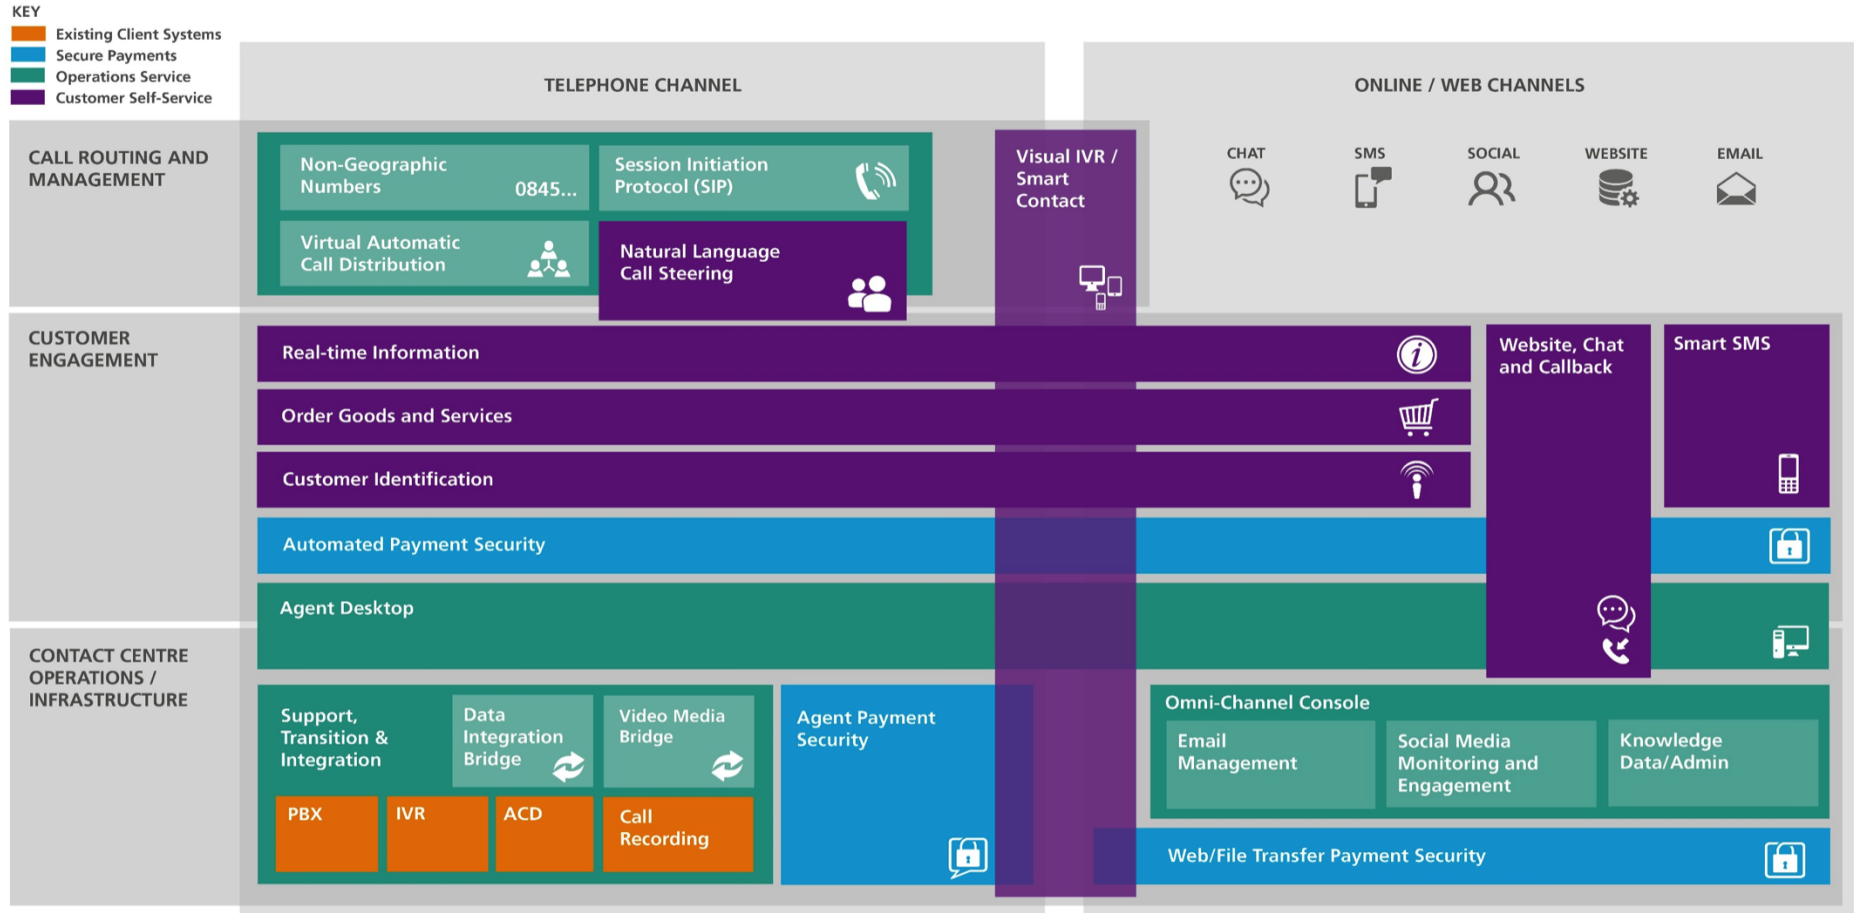 KEY
Existing Client Systems
Secure Payments
Operations Service
Customer Self-Service
TELEPHONE CHANNEL
ONLINE / WEB CHANNELS
CALL ROUTING AND
MANAGEMENT
Non-Geographic
Numbers
0845...
Session Initiation
Protocol (SIP)
Virtual Automatic
Call Distribution
Natural Language
Call Steering
Visual IVR /
Smart
Contact
CHAT
SMS
SOCIAL
WEBSITE
EMAIL
CUSTOMER
ENGAGEMENT
Real-time Information
Order Goods and Services
Customer Identification
Website, Chat
and Callback
Smart SMS
Automated Payment Security
Agent Desktop
CONTACT CENTRE
OPERATIONS /
INFRASTRUCTURE
Support,
Transition &
Integration
Data
Integration
Bridge
Video Media
Bridge
PBX
IVR
ACD
Call
Recording
Agent Payment
Security
Omni-Channel Console
Email
Management
Social Media
Monitoring and
Engagement
Knowledge
Data/Admin
Web/File Transfer Payment Security